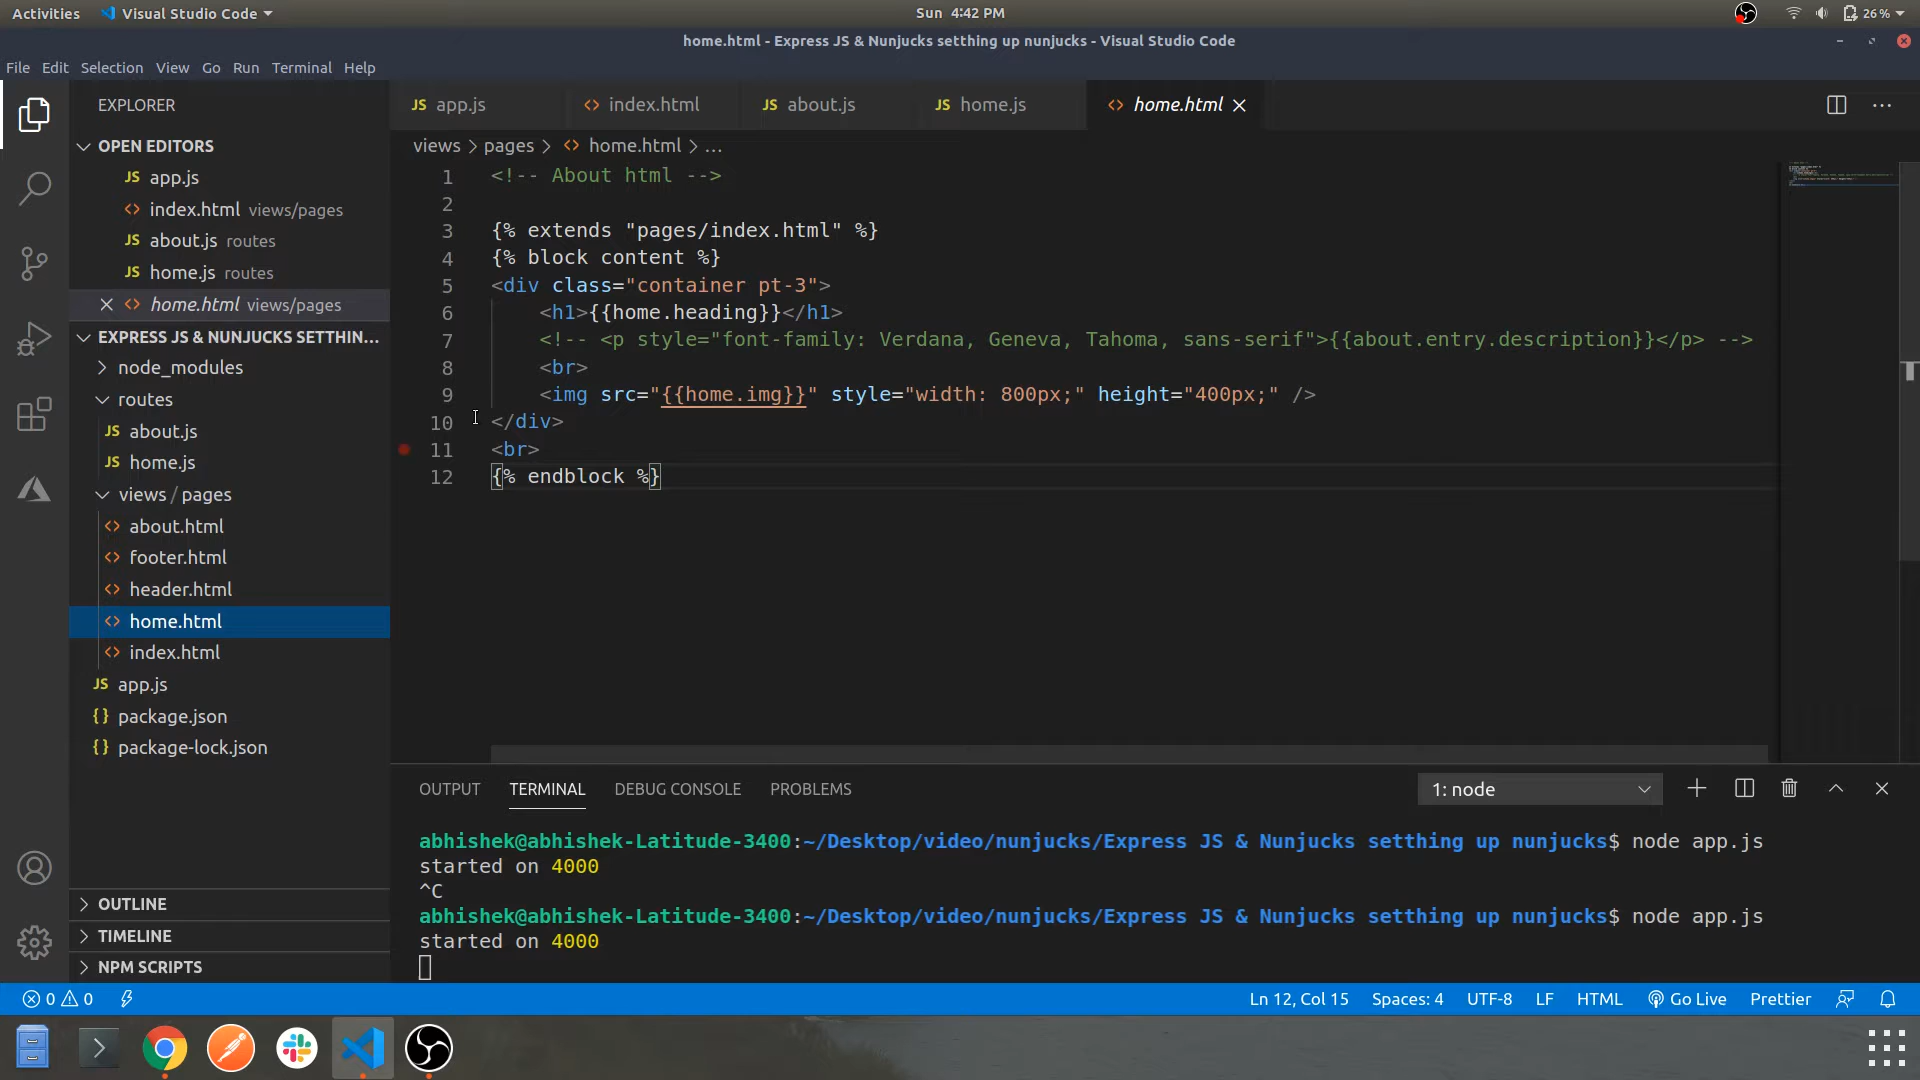 Activities Visual Studio Code Sun 4:42 PM 26%
home.html - Express JS & Nunjucks setthing up nunjucks - Visual Studio Code
File Edit Selection View Go Run Terminal Help
EXPLORER
OPEN EDITORS
JS app.js
<> index.html views/pages
JS about.js routes
JS home.js routes
<> home.html views/pages
EXPRESS JS & NUNJUCKS SETTHIN...
node_modules
routes
JS about.js
JS home.js
views / pages
<> about.html
<> footer.html
<> header.html
<> home.html
<> index.html
JS app.js
{} package.json
{} package-lock.json
OUTLINE
TIMELINE
NPM SCRIPTS
JS app.js <> index.html JS about.js JS home.js <> home.html
views > pages > <> home.html > ...
1 <!-- About html -->
2
3 {% extends "pages/index.html" %}
4 {% block content %}
5 <div class="container pt-3">
6 <h1>{{home.heading}}</h1>
7 <!-- <p style="font-family: Verdana, Geneva, Tahoma, sans-serif">{{about.entry.description}}</p> -->
8 <br>
9 <img src="{{home.img}}" style="width: 800px;" height="400px;" />
10 </div>
11 <br>
12 {% endblock %}
OUTPUT TERMINAL DEBUG CONSOLE PROBLEMS 1: node
abhishek@abhishek-Latitude-3400:~/Desktop/video/nunjucks/Express JS & Nunjucks setthing up nunjucks$ node app.js
started on 4000
^C
abhishek@abhishek-Latitude-3400:~/Desktop/video/nunjucks/Express JS & Nunjucks setthing up nunjucks$ node app.js
started on 4000
0 0 Ln 12, Col 15 Spaces: 4 UTF-8 LF HTML Go Live Prettier